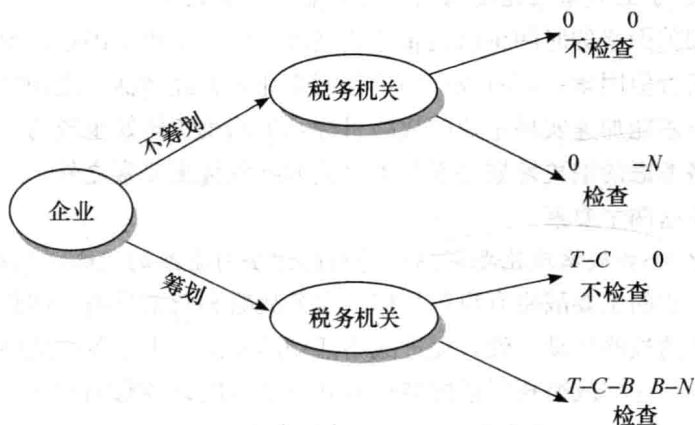 0 0
不检查
税务机关
不筹划
0 -N
检查
企业
筹划
T-C 0
不检查
税务机关
T-C-B B-N
检查